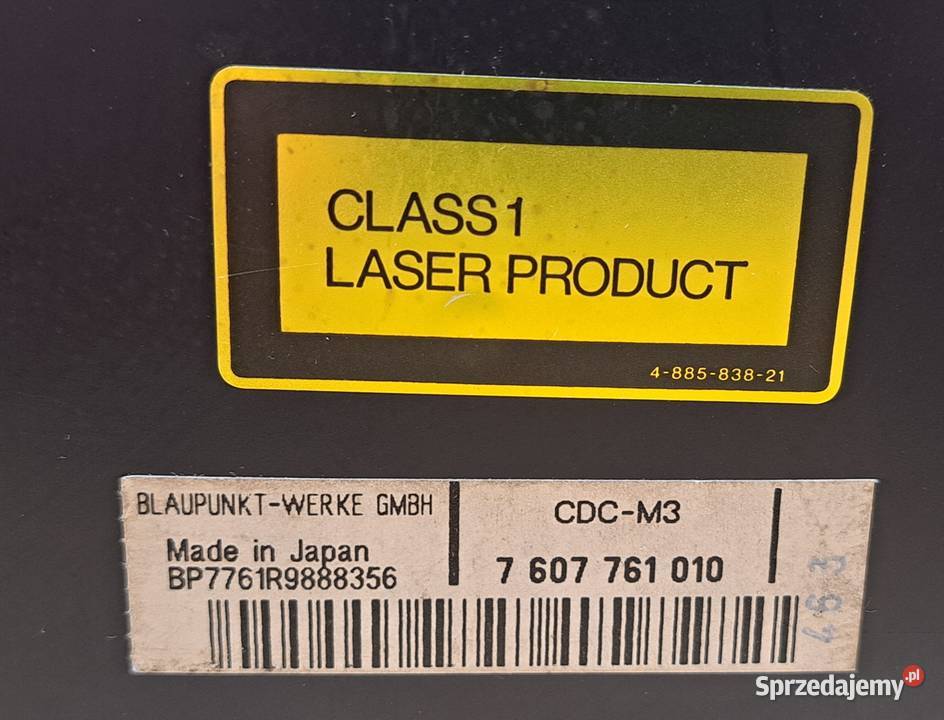 CLASS 1
LASER PRODUCT
4-885-838-21
BLAUPUNKT-WERKE GMBH
CDC-M3
Made in Japan
7 607 761 010
BP7761R9888356
463
Sprzedajemy.pl